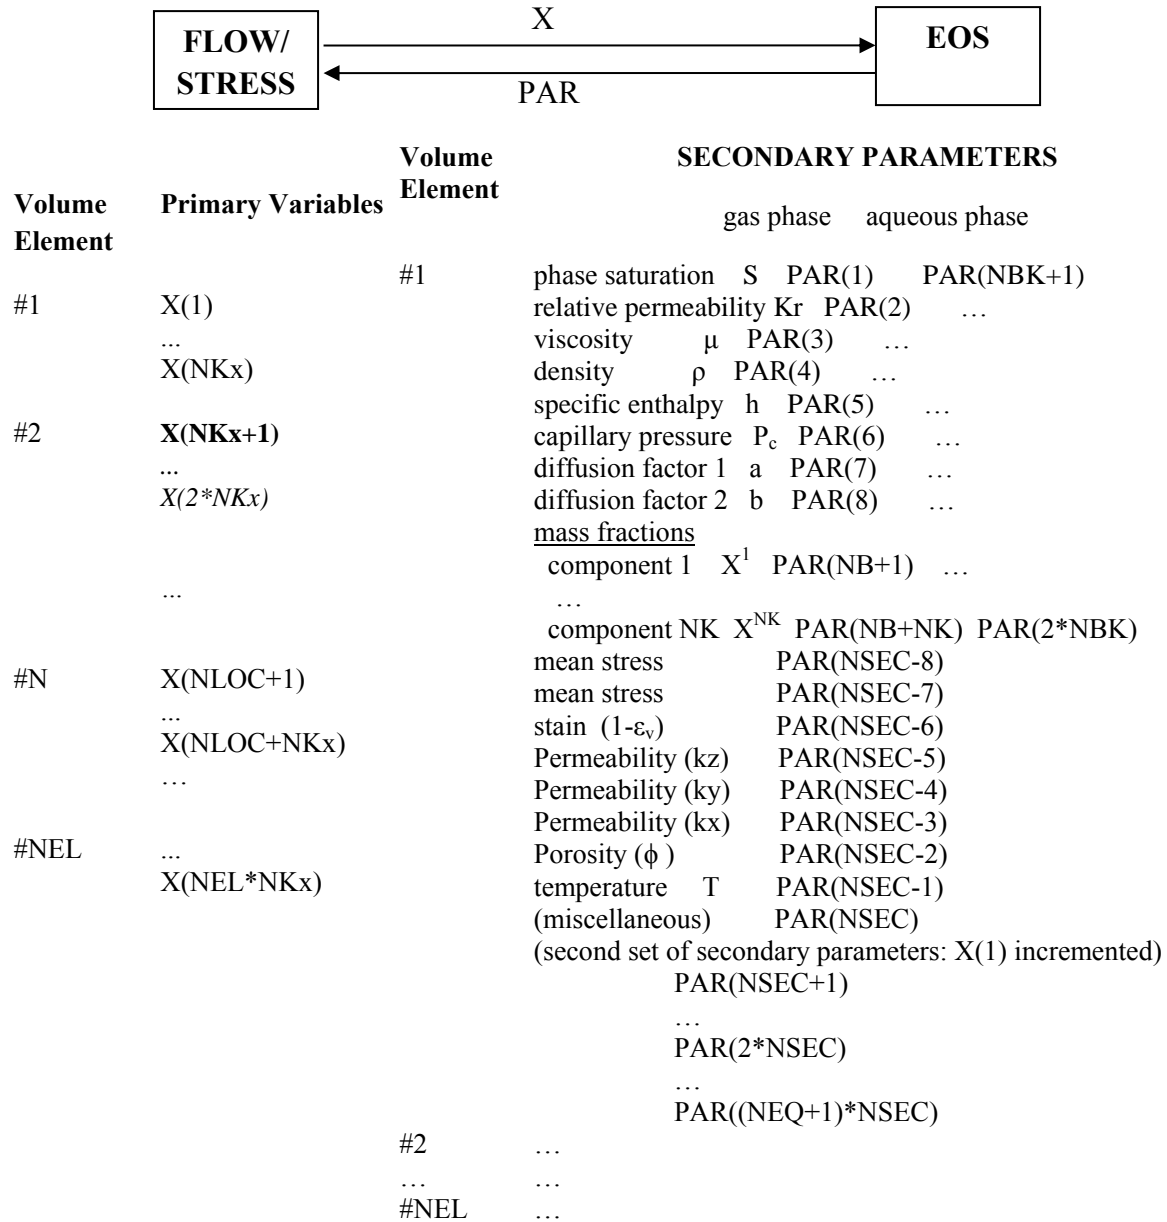 X
FLOW/
STRESS
EOS
PAR
Volume
Element
Primary Variables
#1
X(1)
...
X(NKx)
#2
X(NKx+1)
...
X(2*NKx)
...
#N
X(NLOC+1)
...
X(NLOC+NKx)
…
#NEL
...
X(NEL*NKx)
Volume
Element
SECONDARY PARAMETERS
gas phase aqueous phase
#1 phase saturation S PAR(1) PAR(NBK+1)
relative permeability Kr PAR(2) …
viscosity μ PAR(3) …
density ρ PAR(4) …
specific enthalpy h PAR(5) …
capillary pressure Pc PAR(6) …
diffusion factor 1 a PAR(7) …
diffusion factor 2 b PAR(8) …
mass fractions
component 1 X^1 PAR(NB+1) …
…
component NK X^NK PAR(NB+NK) PAR(2*NBK)
mean stress PAR(NSEC-8)
mean stress PAR(NSEC-7)
stain (1-εv) PAR(NSEC-6)
Permeability (kz) PAR(NSEC-5)
Permeability (ky) PAR(NSEC-4)
Permeability (kx) PAR(NSEC-3)
Porosity (ϕ ) PAR(NSEC-2)
temperature T PAR(NSEC-1)
(miscellaneous) PAR(NSEC)
(second set of secondary parameters: X(1) incremented)
PAR(NSEC+1)
…
PAR(2*NSEC)
…
PAR((NEQ+1)*NSEC)
#2 …
… …
#NEL …